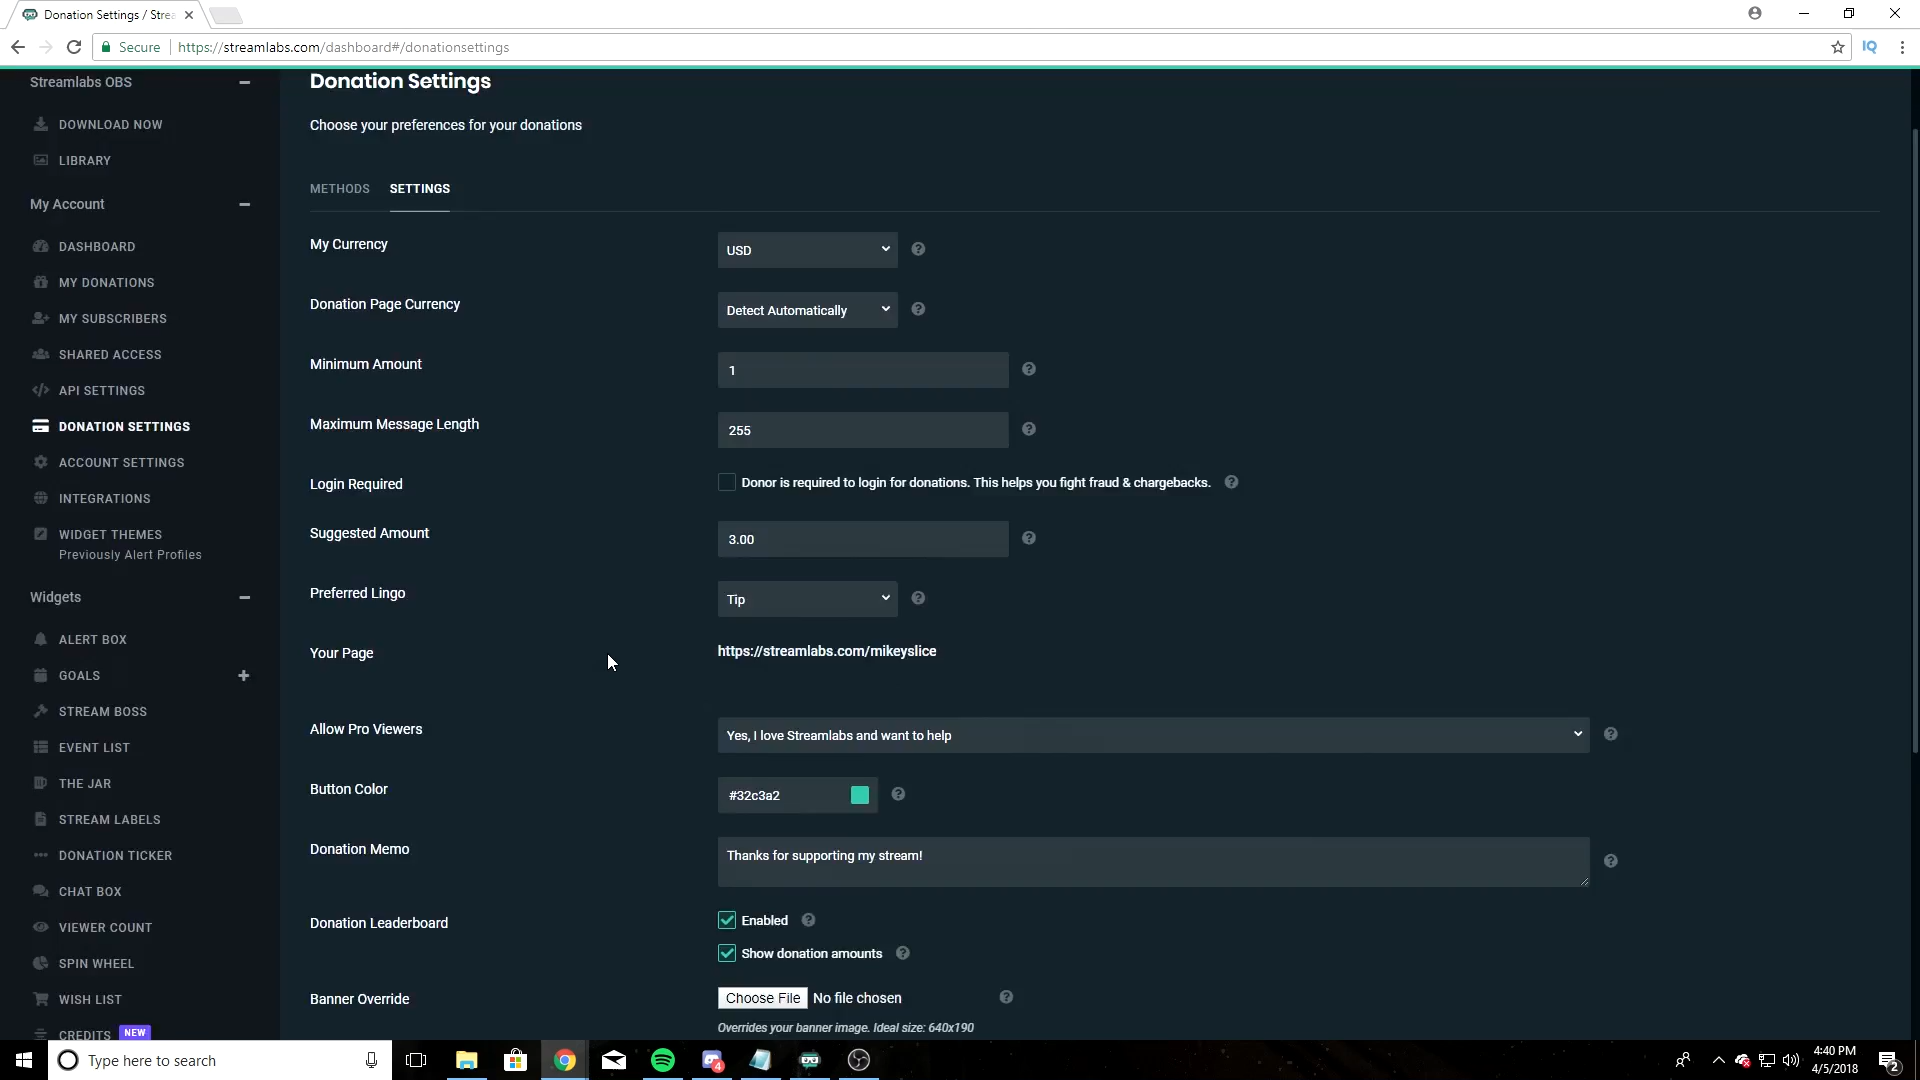 Donation Settings / Strea
Secure
https://streamlabs.com/dashboard#/donationsettings
IQ
Streamlabs OBS
DOWNLOAD NOW
LIBRARY
My Account
DASHBOARD
MY DONATIONS
MY SUBSCRIBERS
SHARED ACCESS
API SETTINGS
DONATION SETTINGS
ACCOUNT SETTINGS
INTEGRATIONS
WIDGET THEMES
Previously Alert Profiles
Widgets
ALERT BOX
GOALS
STREAM BOSS
EVENT LIST
THE JAR
STREAM LABELS
DONATION TICKER
CHAT BOX
VIEWER COUNT
SPIN WHEEL
WISH LIST
CREDITS NEW
Donation Settings
Choose your preferences for your donations
METHODS SETTINGS
My Currency USD
Donation Page Currency Detect Automatically
Minimum Amount 1
Maximum Message Length 255
Login Required Donor is required to login for donations. This helps you fight fraud & chargebacks.
Suggested Amount 3.00
Preferred Lingo Tip
Your Page https://streamlabs.com/mikeyslice
Allow Pro Viewers Yes, I love Streamlabs and want to help
Button Color #32c3a2
Donation Memo Thanks for supporting my stream!
Donation Leaderboard Enabled
Show donation amounts
Banner Override Choose File No file chosen
Overrides your banner image. Ideal size: 640x190
Type here to search
4
4:40 PM
4/5/2018
2